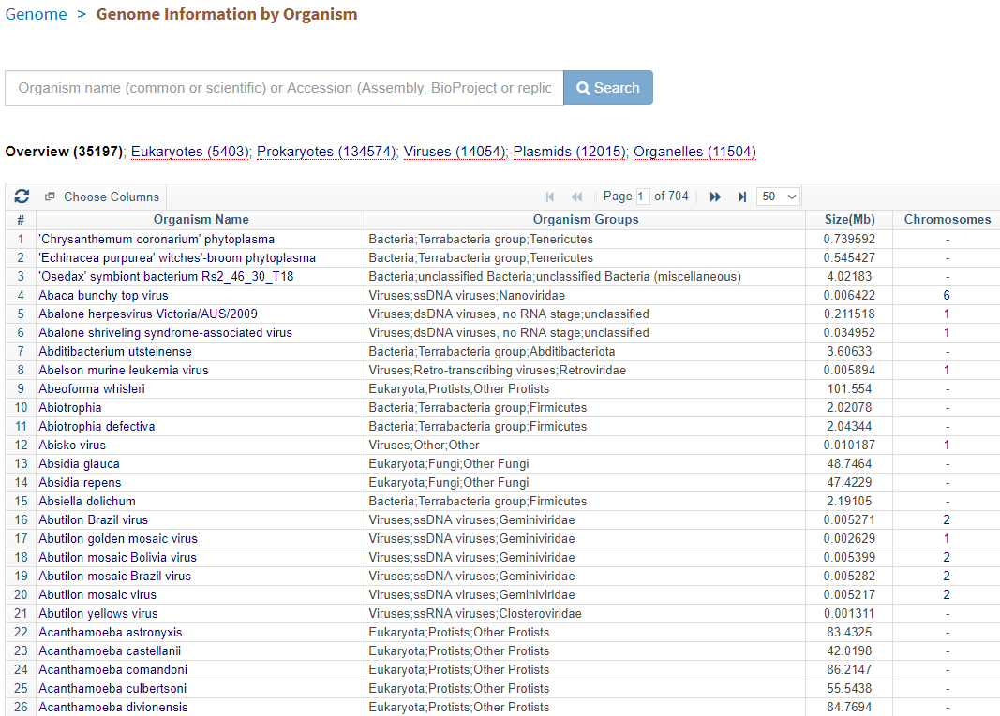 Genome > Genome Information by Organism
Organism name (common or scientific) or Accession (Assembly, BioProject or replic Search
Overview (35197); Eukaryotes (5403); Prokaryotes (134574); Viruses (14054); Plasmids (12015); Organelles (11504)
Choose Columns Page 1 of 704 50
# Organism Name Organism Groups Size(Mb) Chromosomes
1 'Chrysanthemum coronarium' phytoplasma Bacteria;Terrabacteria group;Tenericutes 0.739592 -
2 'Echinacea purpurea' witches'-broom phytoplasma Bacteria;Terrabacteria group;Tenericutes 0.545427 -
3 'Osedax' symbiont bacterium Rs2_46_30_T18 Bacteria;unclassified Bacteria;unclassified Bacteria (miscellaneous) 4.02183 -
4 Abaca bunchy top virus Viruses;ssDNA viruses;Nanoviridae 0.006422 6
5 Abalone herpesvirus Victoria/AUS/2009 Viruses;dsDNA viruses, no RNA stage;unclassified 0.211518 1
6 Abalone shriveling syndrome-associated virus Viruses;dsDNA viruses, no RNA stage;unclassified 0.034952 1
7 Abditibacterium utsteinense Bacteria;Terrabacteria group;Abditibacteriota 3.60633 -
8 Abelson murine leukemia virus Viruses;Retro-transcribing viruses;Retroviridae 0.005894 1
9 Abeoforma whisleri Eukaryota;Protists;Other Protists 101.554 -
10 Abiotrophia Bacteria;Terrabacteria group;Firmicutes 2.02078 -
11 Abiotrophia defectiva Bacteria;Terrabacteria group;Firmicutes 2.04344 -
12 Abisko virus Viruses;Other;Other 0.010187 1
13 Absidia glauca Eukaryota;Fungi;Other Fungi 48.7464 -
14 Absidia repens Eukaryota;Fungi;Other Fungi 47.4229 -
15 Absiella dolichum Bacteria;Terrabacteria group;Firmicutes 2.19105 -
16 Abutilon Brazil virus Viruses;ssDNA viruses;Geminiviridae 0.005271 2
17 Abutilon golden mosaic virus Viruses;ssDNA viruses;Geminiviridae 0.002629 1
18 Abutilon mosaic Bolivia virus Viruses;ssDNA viruses;Geminiviridae 0.005399 2
19 Abutilon mosaic Brazil virus Viruses;ssDNA viruses;Geminiviridae 0.005282 2
20 Abutilon mosaic virus Viruses;ssDNA viruses;Geminiviridae 0.005217 2
21 Abutilon yellows virus Viruses;ssRNA viruses;Closteroviridae 0.001311 -
22 Acanthamoeba astronyxis Eukaryota;Protists;Other Protists 83.4325 -
23 Acanthamoeba castellanii Eukaryota;Protists;Other Protists 42.0198 -
24 Acanthamoeba comandoni Eukaryota;Protists;Other Protists 86.2147 -
25 Acanthamoeba culbertsoni Eukaryota;Protists;Other Protists 55.5438 -
26 Acanthamoeba divionensis Eukaryota;Protists;Other Protists 84.7694 -